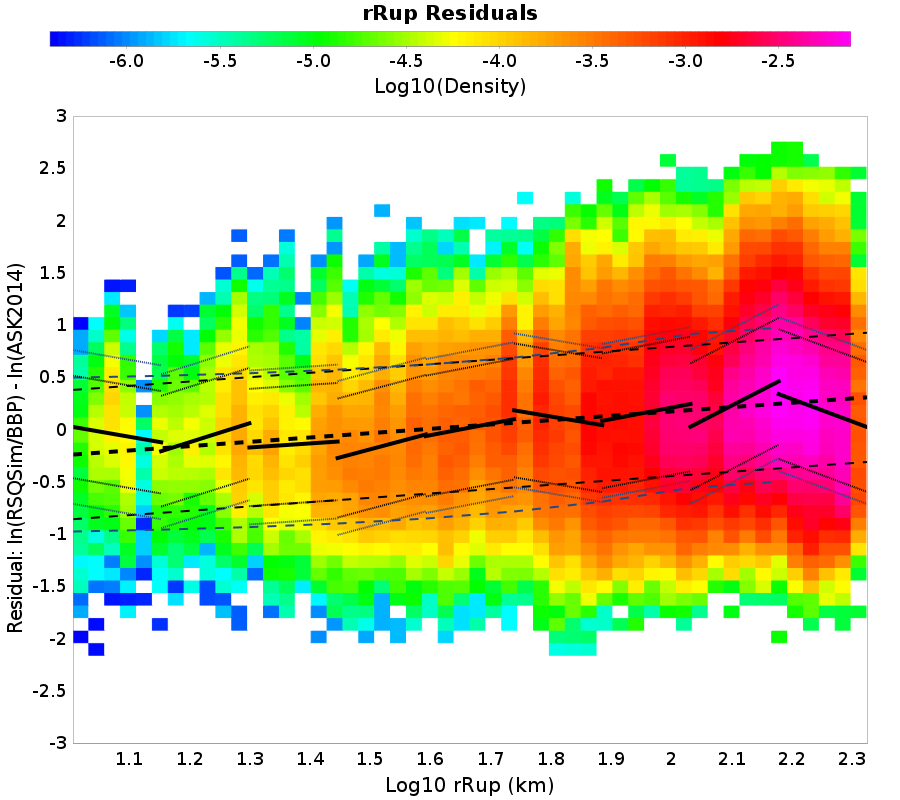 rRup Residuals
-6.0 -5.5 -5.0 -4.5 -4.0 -3.5 -3.0 -2.5
Log10(Density)
3
2.5
2
1.5
1
0.5
0
-0.5
-1
-1.5
-2
-2.5
-3
Residual: ln(RSQSim/BBP) - ln(ASK2014)
1.1 1.2 1.3 1.4 1.5 1.6 1.7 1.8 1.9 2 2.1 2.2 2.3
Log10 rRup (km)